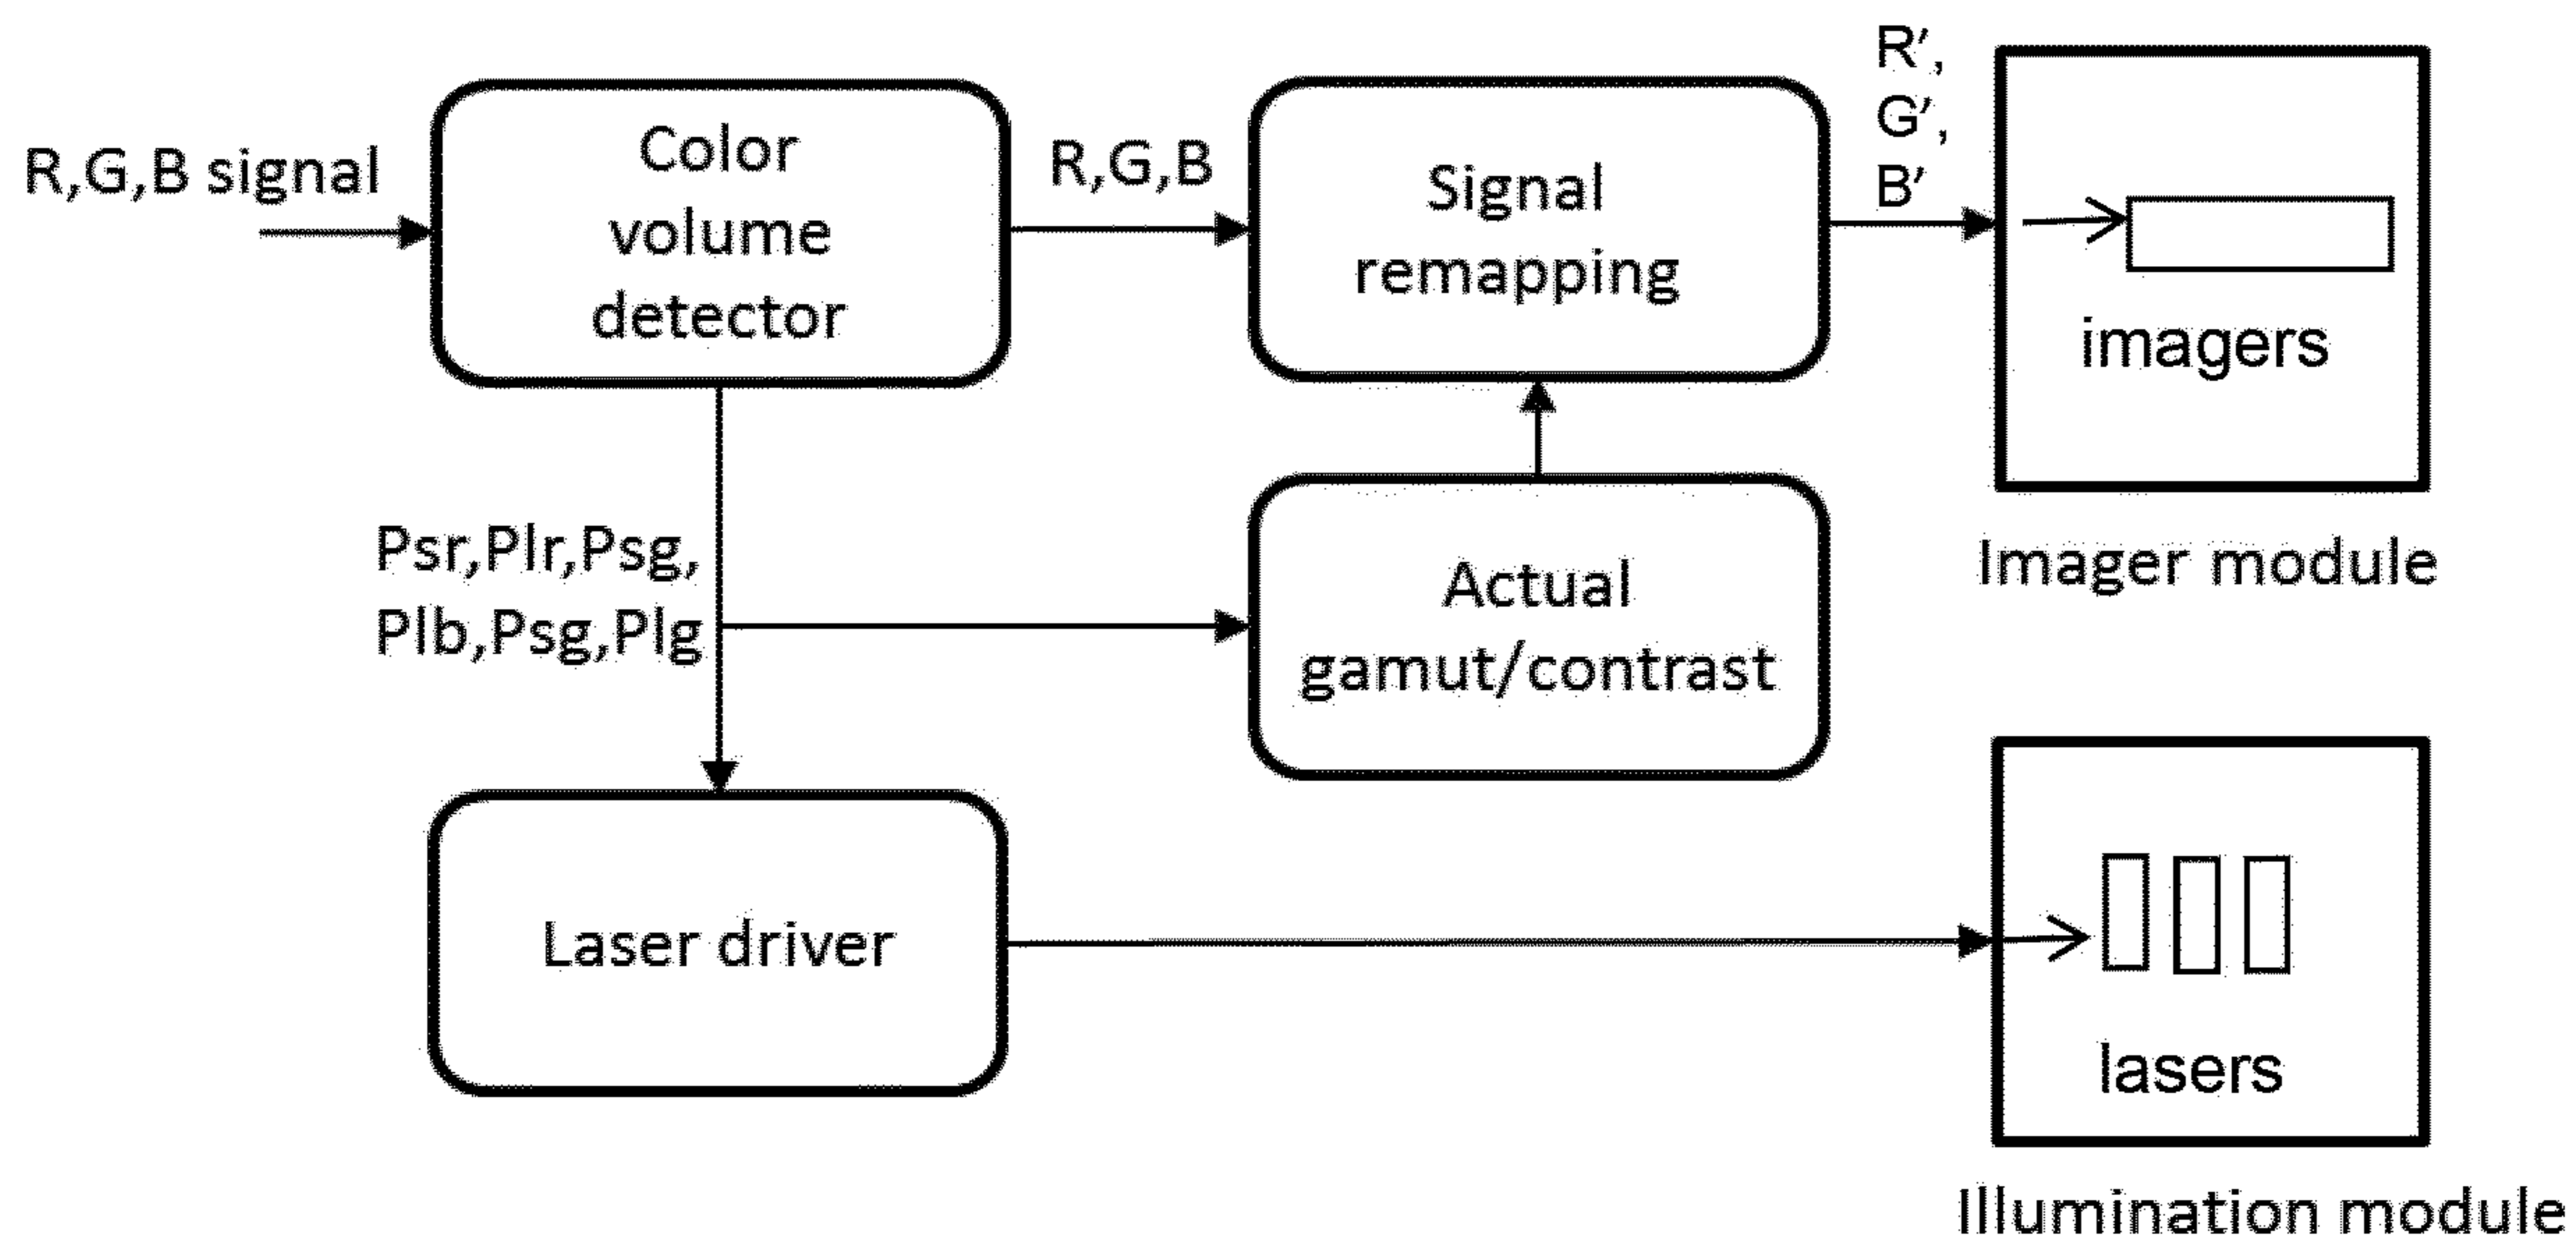 R,G,B signal
Color
volume
detector
R,G,B
Signal
remapping
R′,
G′,
B′
imagers
Imager module
Psr,Plr,Psg,
Plb,Psg,Plg
Actual
gamut/contrast
Laser driver
lasers
Illumination module